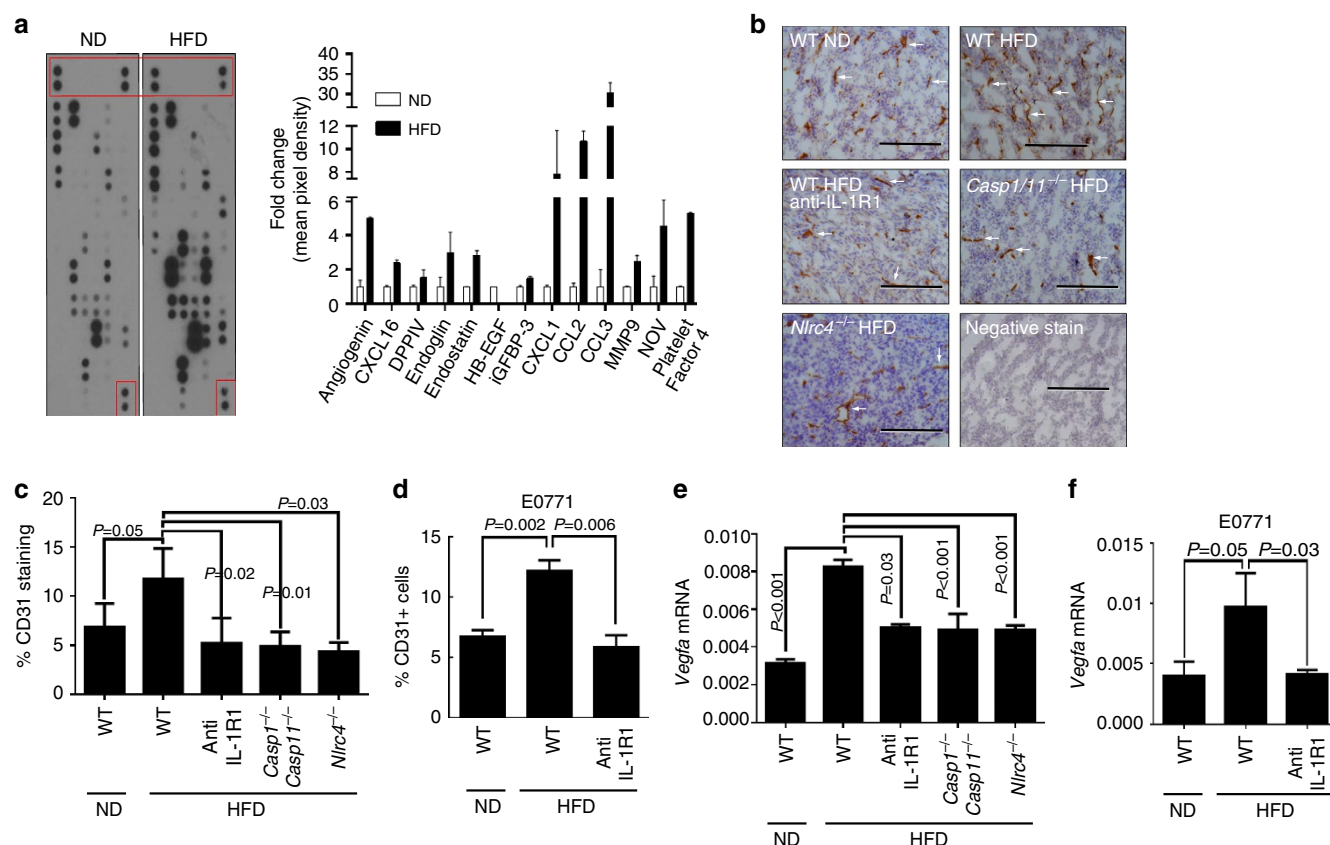 a
ND HFD
Fold change
(mean pixel density)
40
35
30
12
10
8
6
4
2
0
ND
HFD
Angiogenin
CXCL16
DPPIV
Endoglin
Endostatin
HB-EGF
iGFBP-3
CXCL1
CCL2
CCL3
MMP9
NOV
Platelet
Factor 4
b
WT ND
WT HFD
WT HFD
anti-IL-1R1
Casp1/11–/– HFD
Nlrc4–/– HFD
Negative stain
c
% CD31 staining
20
15
10
5
0
P=0.05
P=0.03
P=0.02
P=0.01
WT
WT
Anti
IL-1R1
Casp1–/–
Casp11–/–
Nlrc4–/–
ND
HFD
d
E0771
% CD31+ cells
15
10
5
0
P=0.002
P=0.006
WT
WT
Anti
IL-1R1
ND
HFD
e
Vegfa mRNA
0.010
0.008
0.006
0.004
0.002
0.000
P<0.001
P=0.03
P<0.001
P<0.001
WT
WT
Anti
IL-1R1
Casp1–/–
Casp11–/–
Nlrc4–/–
ND
HFD
f
E0771
Vegfa mRNA
0.015
0.01
0.005
0.000
P=0.05
P=0.03
WT
WT
Anti
IL-1R1
ND
HFD